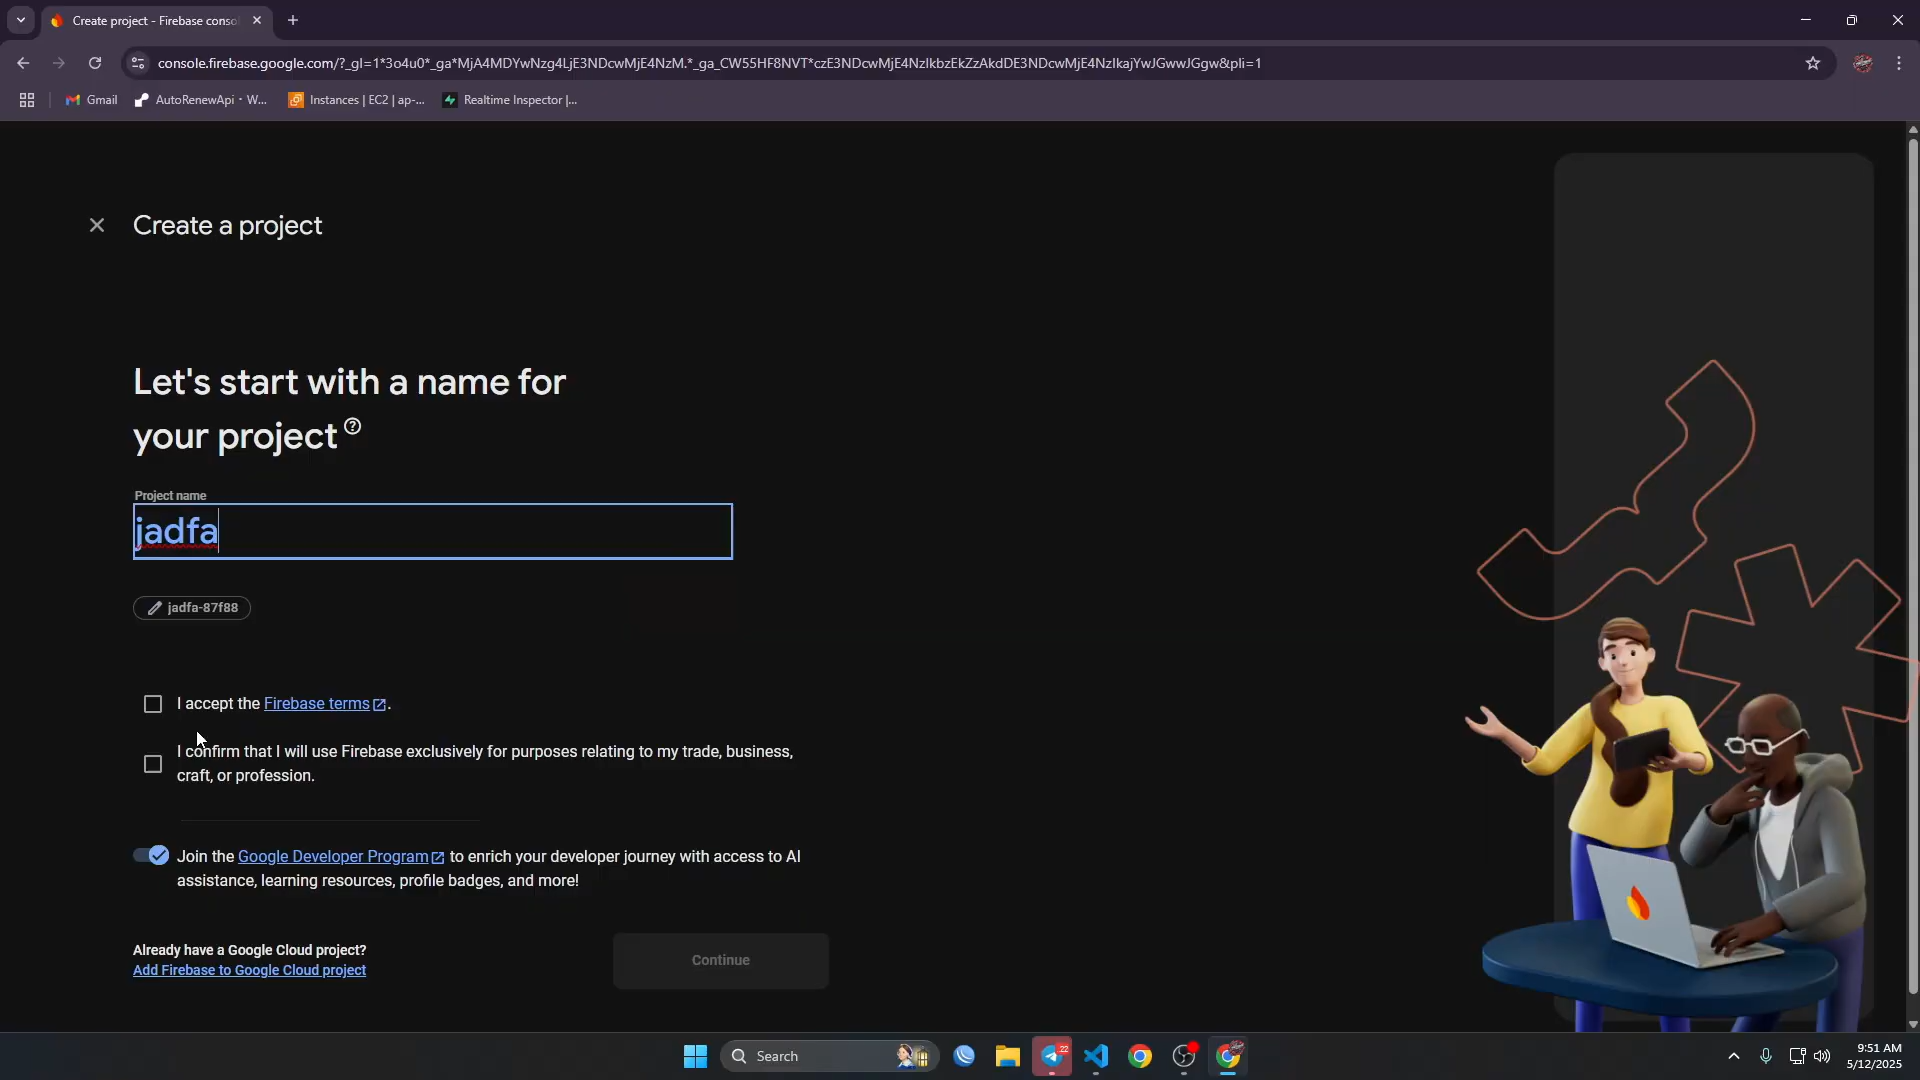 Create project - Firebase conso
console.firebase.google.com/?_gl=1*3o4u0*_ga*MjA4MDYwNzg4LjE3NDcwMjE4NzM.*_ga_CW55HF8NVT*czE3NDcwMjE4NzIkbzEkZzAkdDE3NDcwMjE4NzIkajYwJGwwJGgw&pli=1
Gmail
AutoRenewApi · W...
Instances | EC2 | ap-...
Realtime Inspector |...
Create a project
Let's start with a name for
your project
Project name
jadfa
jadfa-87f88
I accept the Firebase terms.
I confirm that I will use Firebase exclusively for purposes relating to my trade, business,
craft, or profession.
Join the Google Developer Program to enrich your developer journey with access to AI
assistance, learning resources, profile badges, and more!
Already have a Google Cloud project?
Add Firebase to Google Cloud project
Continue
Search
22
9:51 AM
5/12/2025